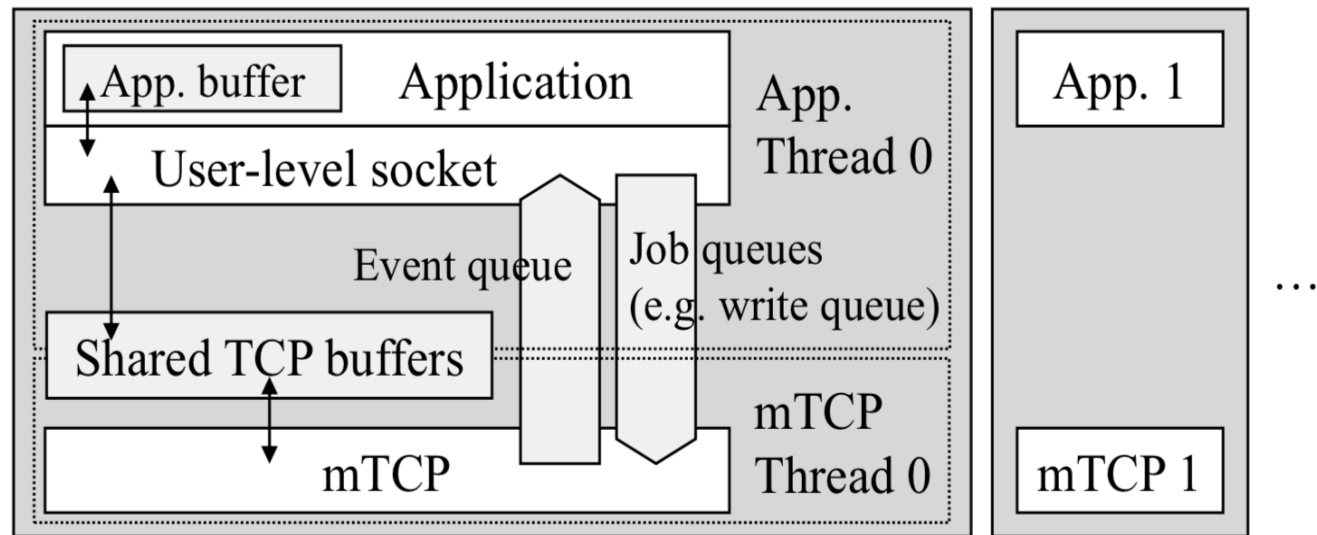 App. buffer
Application
User-level socket
App.
Thread 0
Event queue
Job queues
(e.g. write queue)
Shared TCP buffers
mTCP
mTCP
Thread 0
App. 1
mTCP 1
…